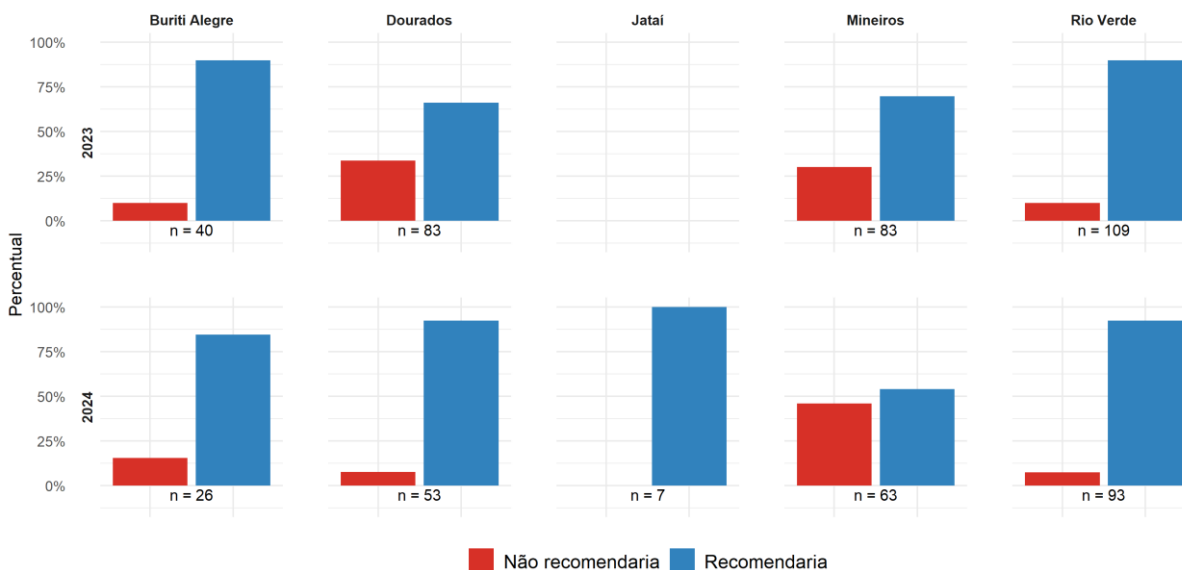 Buriti Alegre Dourados Jataí Mineiros Rio Verde
100%
75%
50%
25%
0%
2023
n = 40 n = 83 n = 83 n = 109
Percentual
100%
75%
50%
25%
0%
2024
n = 26 n = 53 n = 7 n = 63 n = 93
Não recomendaria Recomendaria